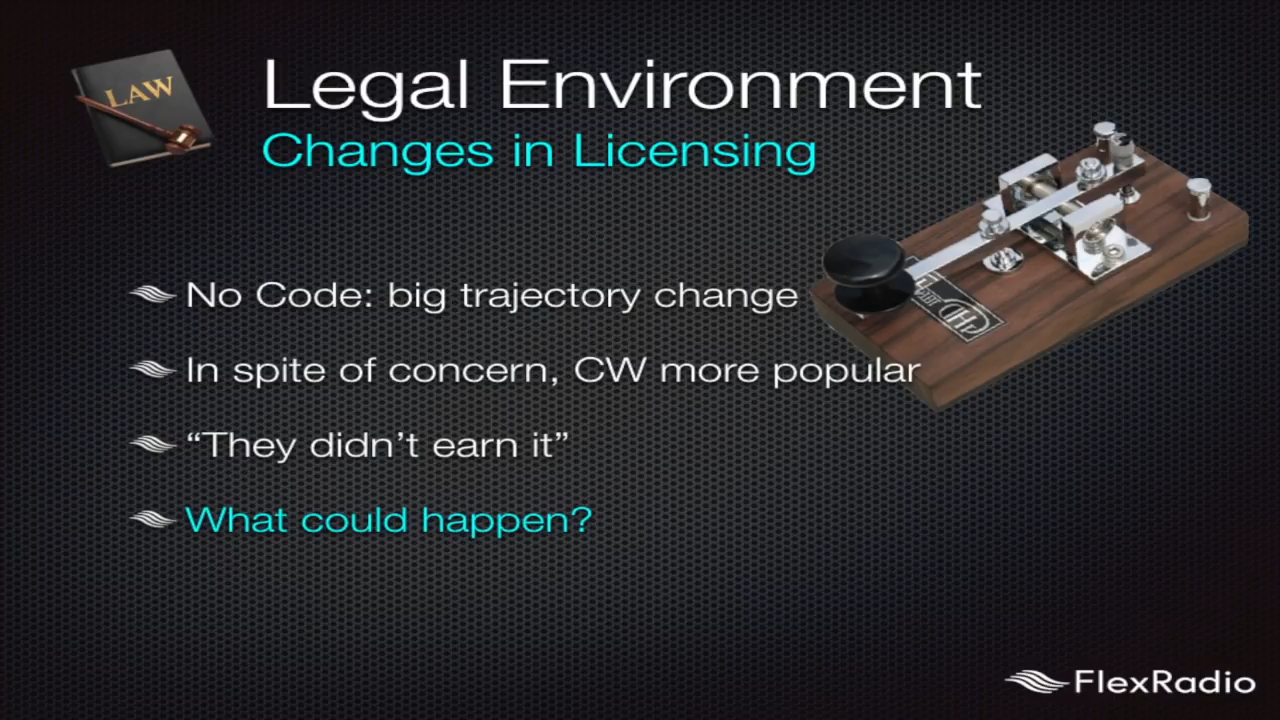 LAW
Legal Environment
Changes in Licensing
No Code: big trajectory change
In spite of concern, CW more popular
“They didn’t earn it”
What could happen?
FlexRadio